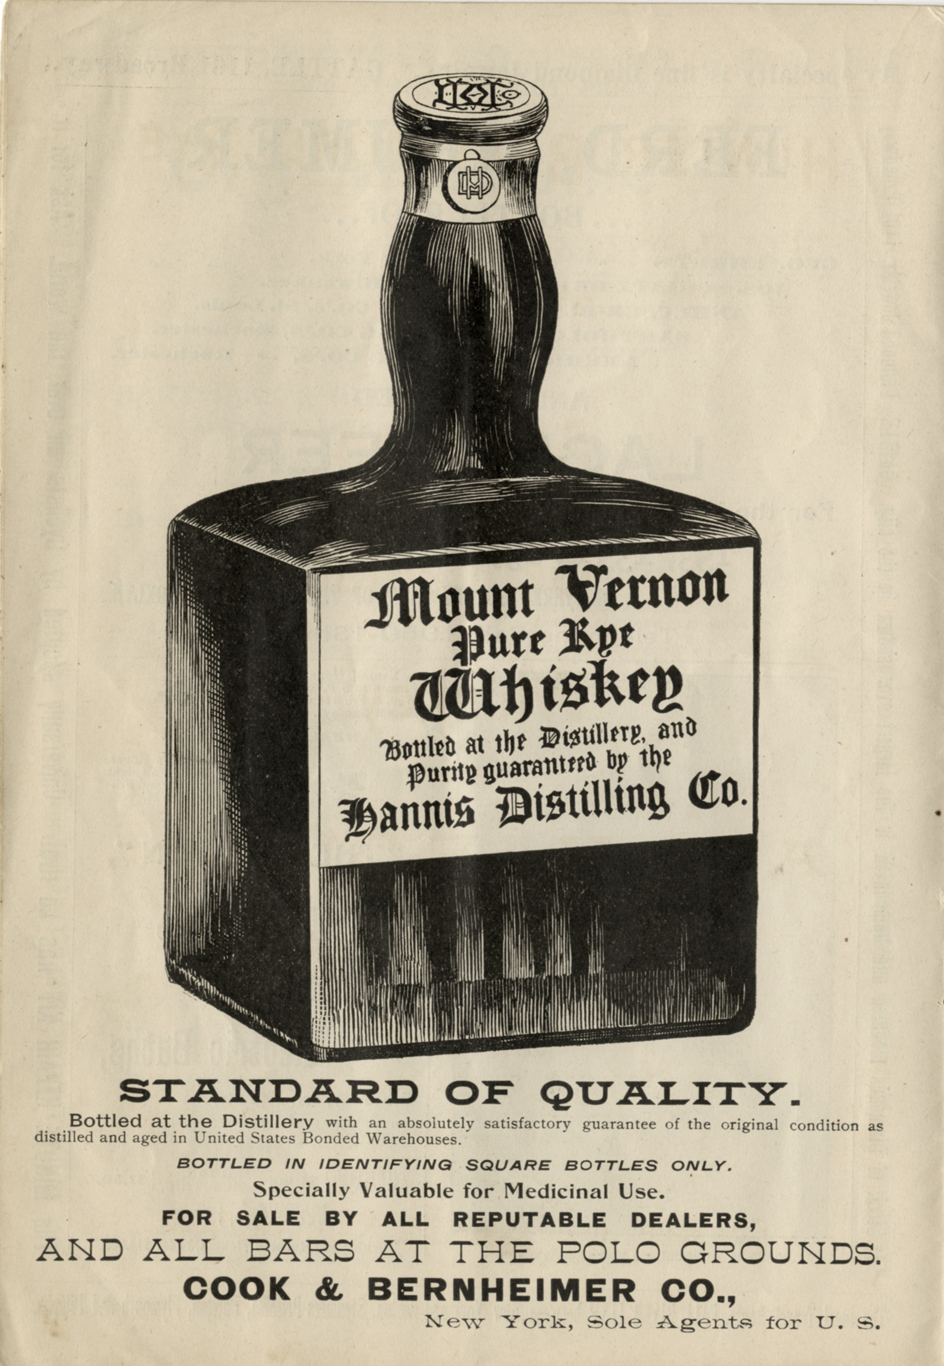 Mount Vernon
Pure Rye
Whiskey
Bottled at the Distillery, and
Purity guaranteed by the
Hannis Distilling Co.
STANDARD OF QUALITY.
Bottled at the Distillery with an absolutely satisfactory guarantee of the original condition as
distilled and aged in United States Bonded Warehouses.
BOTTLED IN IDENTIFYING SQUARE BOTTLES ONLY.
Specially Valuable for Medicinal Use.
FOR SALE BY ALL REPUTABLE DEALERS,
AND ALL BARS AT THE POLO GROUNDS.
COOK & BERNHEIMER CO.,
New York, Sole Agents for U. S.